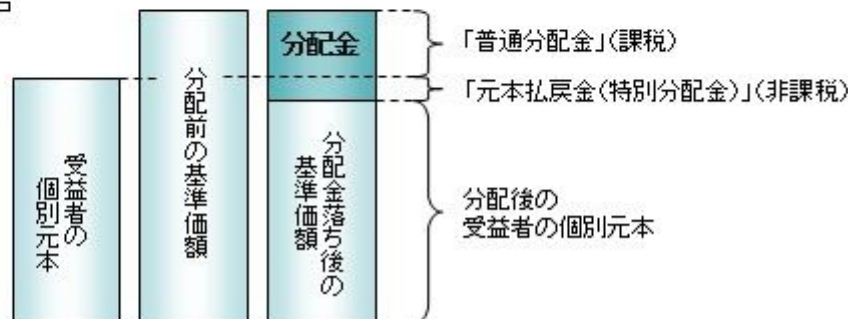 分配金
「普通分配金」(課税)
「元本払戻金(特別分配金)」(非課税)
受益者の
個別元本
分配前の基準価額
分配金落ち後の
基準価額
分配後の
受益者の個別元本